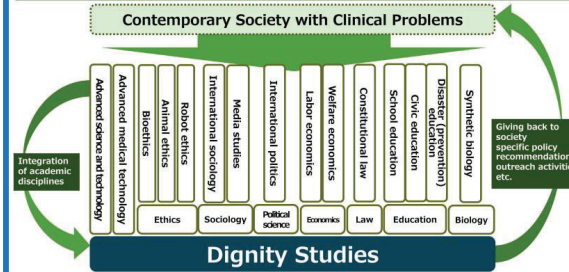 Contemporary Society with Clinical Problems
Advanced science and technology
Advanced medical technology
Bioethics
Animal ethics
Robot ethics
International sociology
Media studies
International politics
Labor economics
Welfare economics
Constitutional law
School education
Civic education
Disaster (prevention)
education
Synthetic biology
Integration
of academic
disciplines
Giving back to
society
specific policy
recommendation
outreach activiti
etc.
Ethics
Sociology
Political
science
Economics
Law
Education
Biology
Dignity Studies